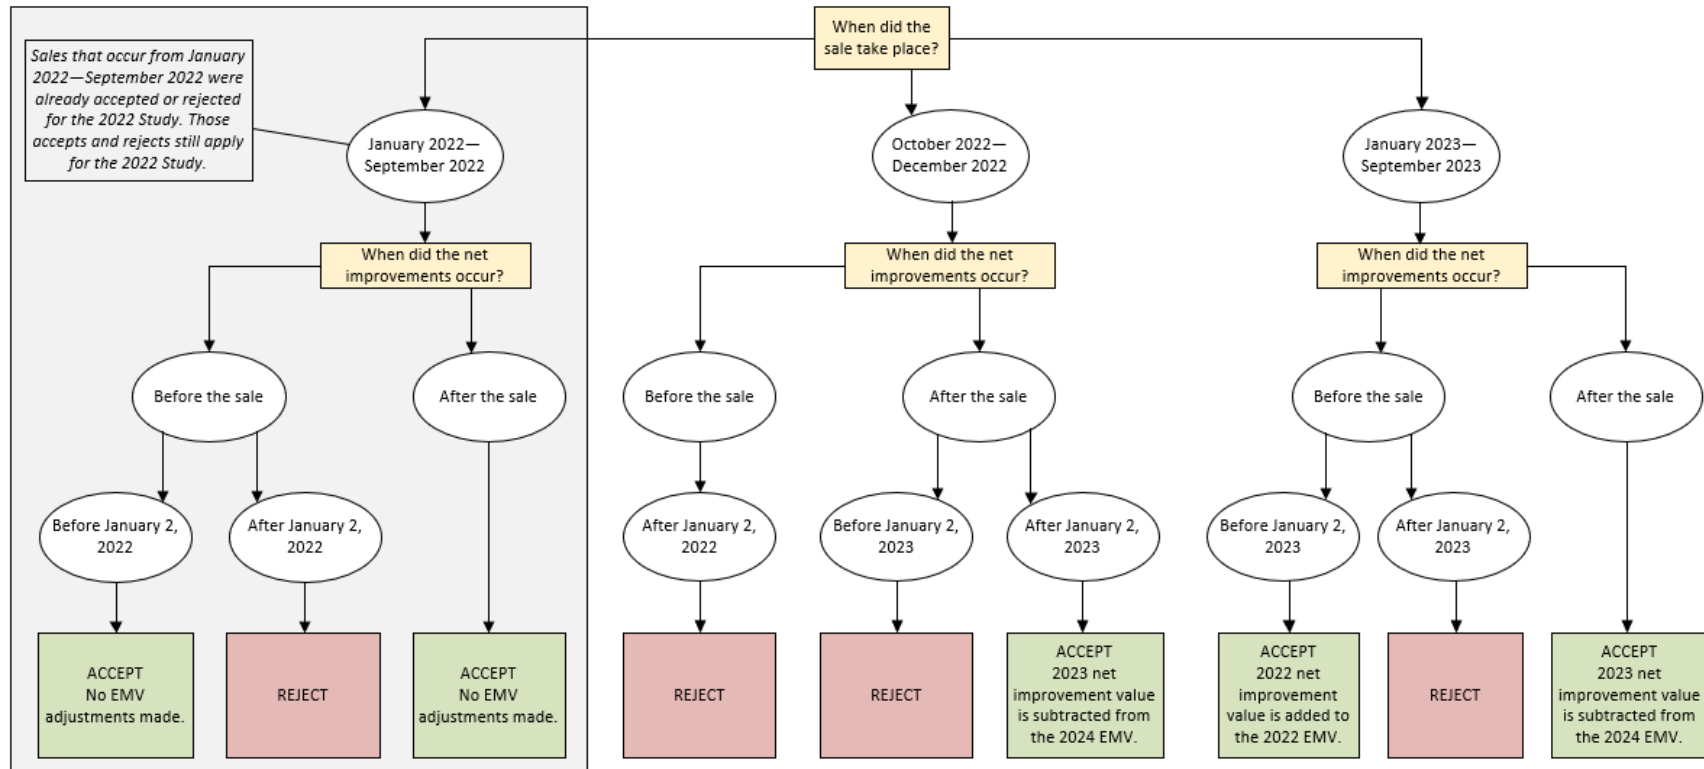 When did the
sale take place?
Sales that occur from January
2022—September 2022 were
already accepted or rejected
for the 2022 Study. Those
accepts and rejects still apply
for the 2022 Study.
January 2022—
September 2022
October 2022—
December 2022
January 2023—
September 2023
When did the net
improvements occur?
When did the net
improvements occur?
When did the net
improvements occur?
Before the sale
After the sale
Before the sale
After the sale
Before the sale
After the sale
Before January 2,
2022
After January 2,
2022
After January 2,
2022
Before January 2,
2023
After January 2,
2023
Before January 2,
2023
After January 2,
2023
ACCEPT
No EMV
adjustments made.
REJECT
ACCEPT
No EMV
adjustments made.
REJECT
REJECT
ACCEPT
2023 net
improvement value
is subtracted from
the 2024 EMV.
ACCEPT
2022 net
improvement
value is added to
the 2022 EMV.
REJECT
ACCEPT
2023 net
improvement value
is subtracted from
the 2024 EMV.